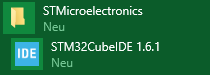 STMicroelectronics
Neu
IDE STM32CubeIDE 1.6.1
Neu